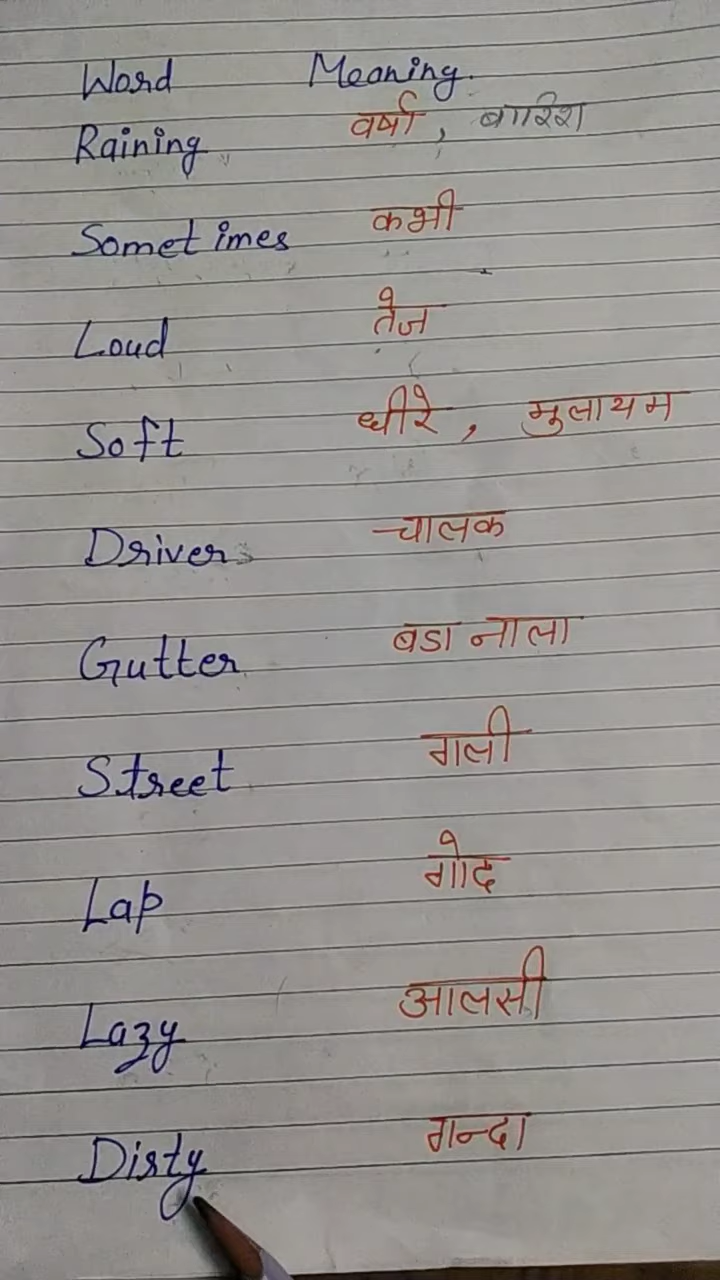 Word Meaning.
Raining वर्षा, बारिश
Sometimes कभी
Loud तेज
Soft धीरे, मुलायम
Driver चालक
Gutter बडा नाला
Street गली
Lap गोद
Lazy आलसी
Dirty गन्दा